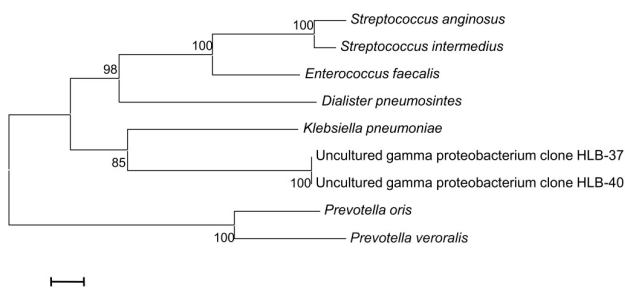 100 Streptococcus anginosus
100 Streptococcus intermedius
Enterococcus faecalis
98
Dialister pneumosintes
Klebsiella pneumoniae
85 Uncultured gamma proteobacterium clone HLB-37
100 Uncultured gamma proteobacterium clone HLB-40
Prevotella oris
100 Prevotella veroralis